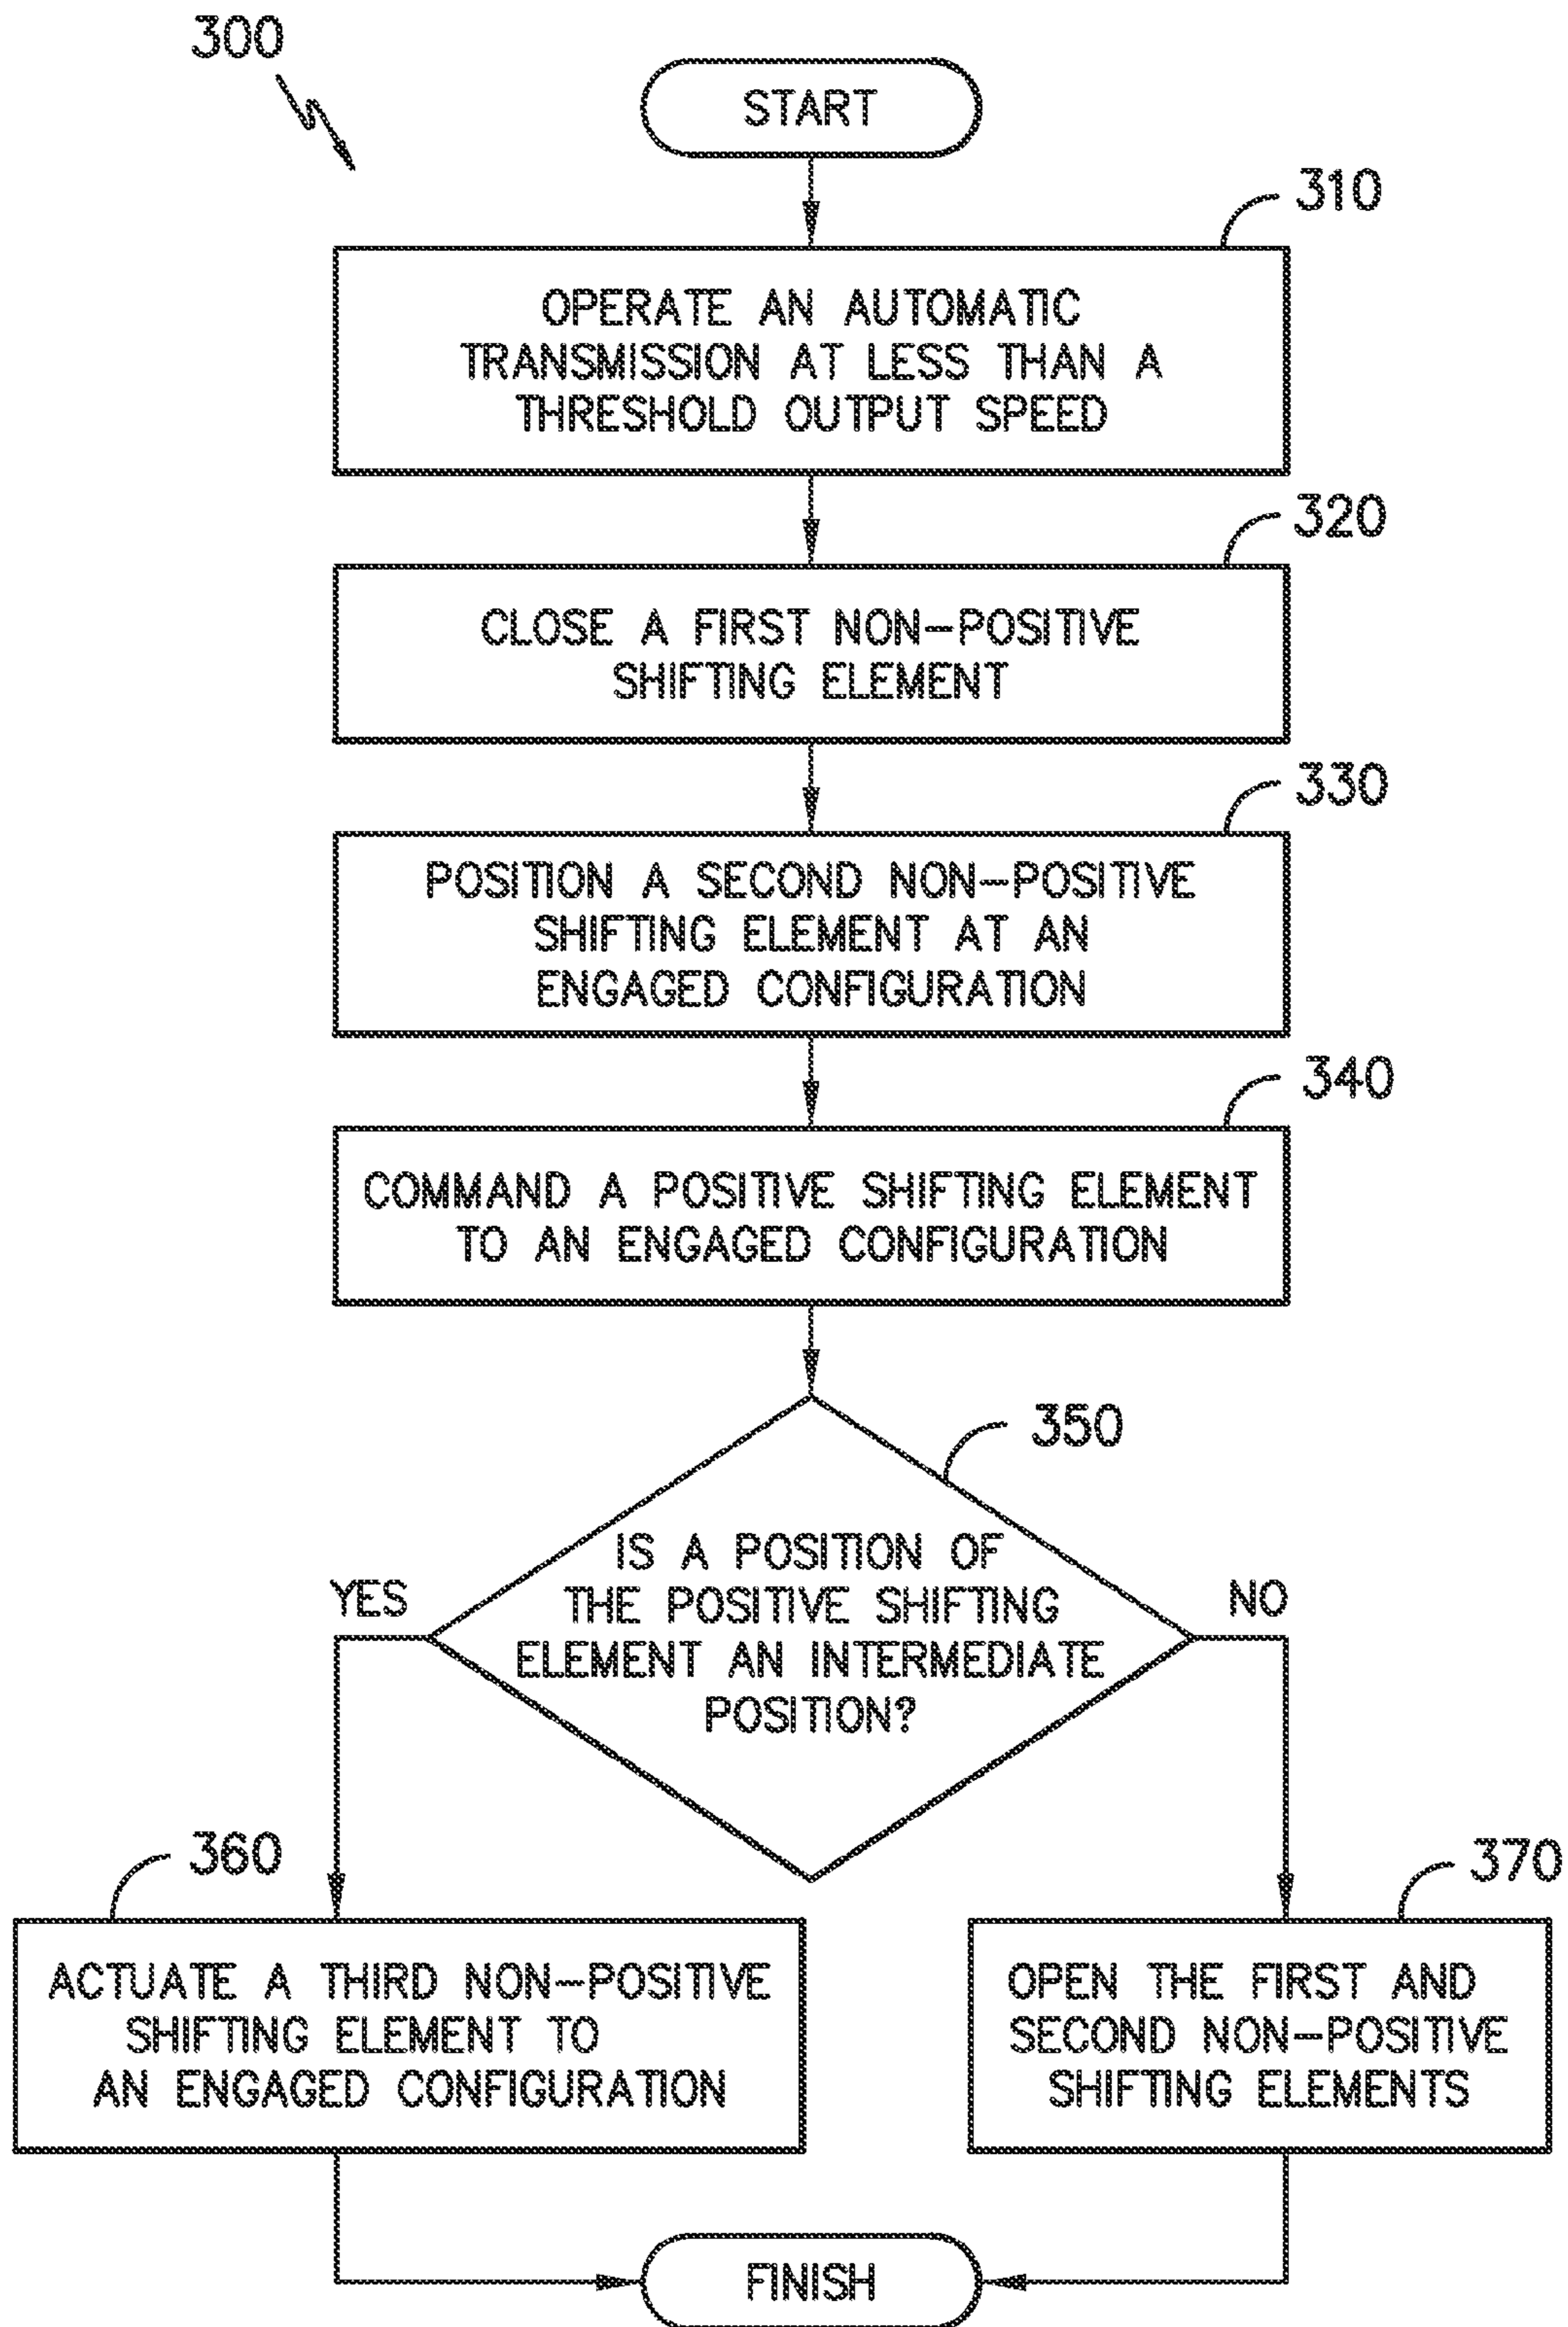 300
START
310
OPERATE AN AUTOMATIC
TRANSMISSION AT LESS THAN A
THRESHOLD OUTPUT SPEED
320
CLOSE A FIRST NON-POSITIVE
SHIFTING ELEMENT
330
POSITION A SECOND NON-POSITIVE
SHIFTING ELEMENT AT AN
ENGAGED CONFIGURATION
340
COMMAND A POSITIVE SHIFTING ELEMENT
TO AN ENGAGED CONFIGURATION
350
IS A POSITION OF
THE POSITIVE SHIFTING
ELEMENT AN INTERMEDIATE
POSITION?
YES
NO
360
ACTUATE A THIRD NON-POSITIVE
SHIFTING ELEMENT TO
AN ENGAGED CONFIGURATION
370
OPEN THE FIRST AND
SECOND NON-POSITIVE
SHIFTING ELEMENTS
FINISH